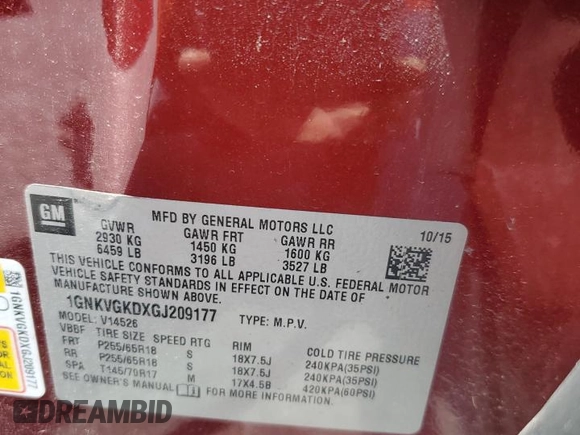 GM
MFD BY GENERAL MOTORS LLC
10/15
GVWR GAWR FRT GAWR RR
2930 KG 1450 KG 1600 KG
6459 LB 3196 LB 3527 LB
THIS VEHICLE CONFORMS TO ALL APPLICABLE U.S. FEDERAL MOTOR
VEHICLE SAFETY STANDARDS IN EFFECT ON THE DATE OF
MANUFACTURE SHOWN ABOVE.
1GNKVGKDXGJ209177 TYPE: M.P.V.
V14526
VBBF TIRE SIZE SPEED RTG RIM COLD TIRE PRESSURE
FRT P255/65R18 S 18X7.5J 240KPA(35PSI)
RR P255/65R18 S 18X7.5J 240KPA(35PSI)
SPA T145/70R17 M 17X4.5B 420KPA(60PSI)
SEE OWNER'S MANUAL FOR MORE INFORMATION.
1GNKVGKDXGJ209177
DREAMBID